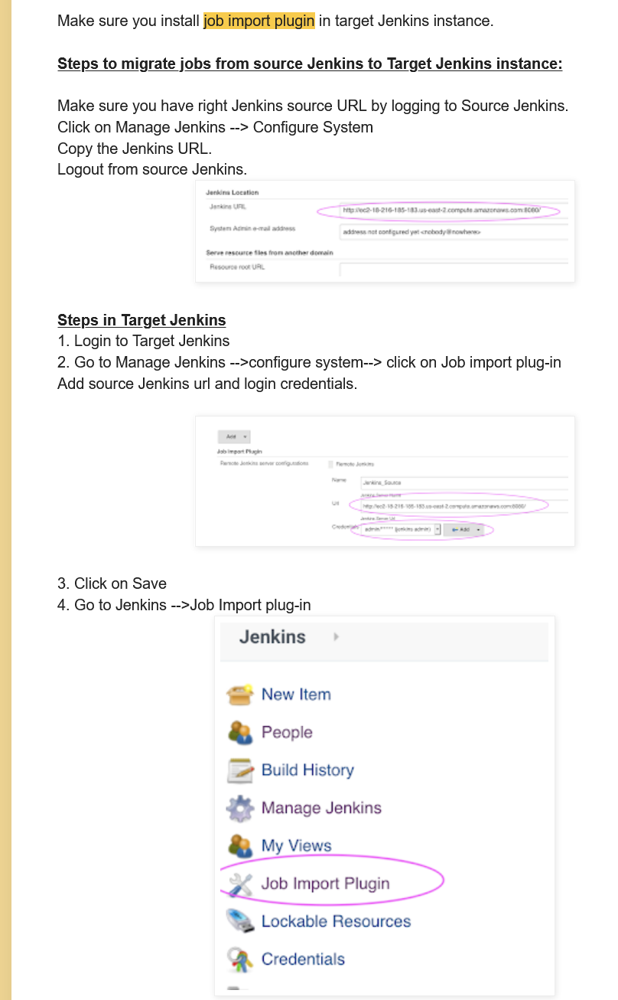 Make sure you install job import plugin in target Jenkins instance.
Steps to migrate jobs from source Jenkins to Target Jenkins instance:
Make sure you have right Jenkins source URL by logging to Source Jenkins.
Click on Manage Jenkins --> Configure System
Copy the Jenkins URL.
Logout from source Jenkins.
Jenkins Location
Jenkins URL
http://ec2-18-216-185-183.us-east-2.compute.amazonaws.com:8080/
System Admin e-mail address
address not configured yet <nobody@nowhere>
Serve resource files from another domain
Resource root URL
Steps in Target Jenkins
1. Login to Target Jenkins
2. Go to Manage Jenkins -->configure system--> click on Job import plug-in
Add source Jenkins url and login credentials.
Add
Job Import Plugin
Remote Jenkins server configurations
Remote Jenkins
Name
Jenkins_Source
Jenkins Server Name
Url
http://ec2-18-216-185-183.us-east-2.compute.amazonaws.com:8080/
Jenkins Server Url
Credentials
admin/***** (jenkins admin)
Add
3. Click on Save
4. Go to Jenkins -->Job Import plug-in
Jenkins
New Item
People
Build History
Manage Jenkins
My Views
Job Import Plugin
Lockable Resources
Credentials